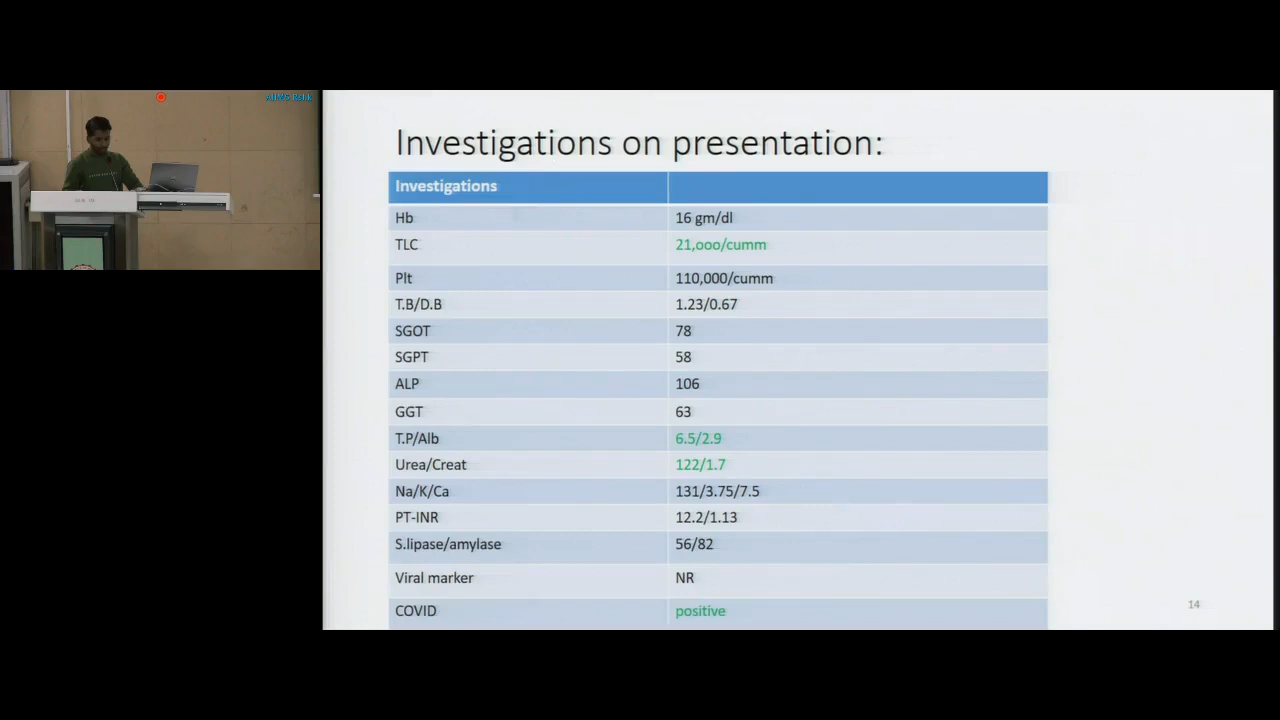 Investigations on presentation:
Investigations
Hb 16 gm/dl
TLC 21,ooo/cumm
Plt 110,000/cumm
T.B/D.B 1.23/0.67
SGOT 78
SGPT 58
ALP 106
GGT 63
T.P/Alb 6.5/2.9
Urea/Creat 122/1.7
Na/K/Ca 131/3.75/7.5
PT-INR 12.2/1.13
S.lipase/amylase 56/82
Viral marker NR
COVID positive
14